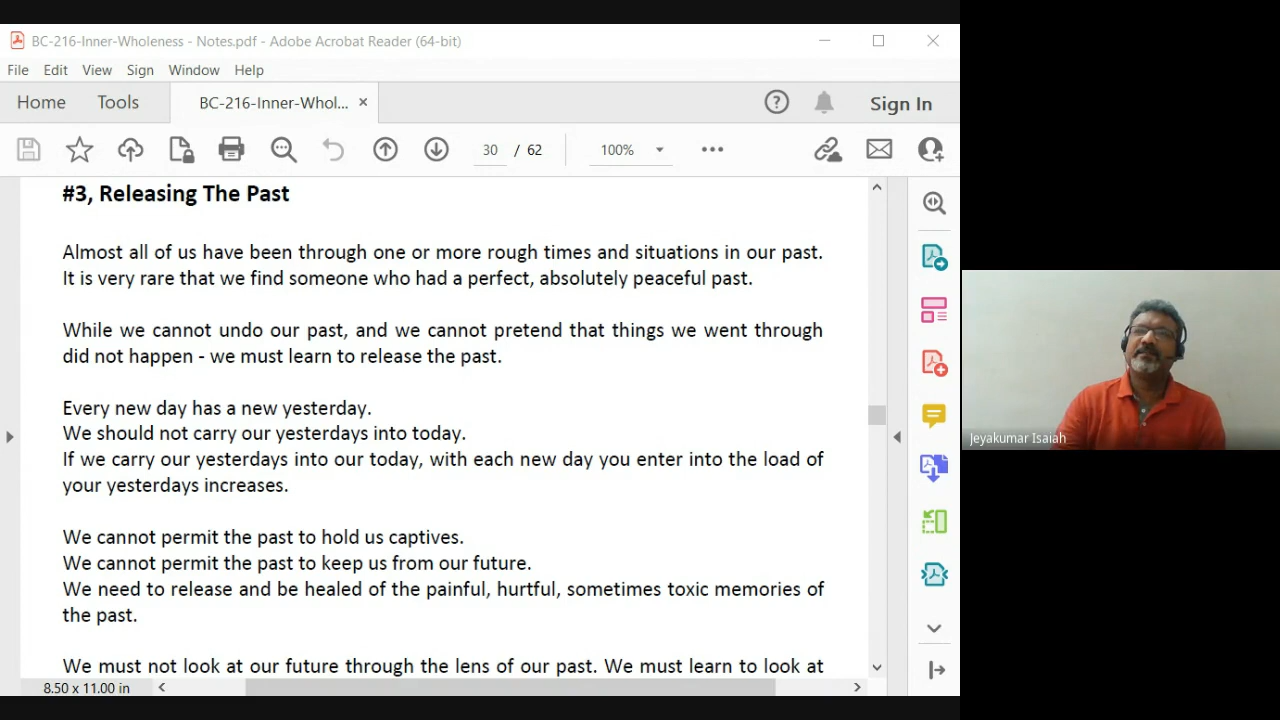 BC-216-Inner-Wholeness - Notes.pdf - Adobe Acrobat Reader (64-bit)
File Edit View Sign Window Help
Home Tools BC-216-Inner-Whol... × Sign In
30 / 62 100%
#3, Releasing The Past
Almost all of us have been through one or more rough times and situations in our past.
It is very rare that we find someone who had a perfect, absolutely peaceful past.
While we cannot undo our past, and we cannot pretend that things we went through
did not happen - we must learn to release the past.
Every new day has a new yesterday.
We should not carry our yesterdays into today.
If we carry our yesterdays into our today, with each new day you enter into the load of
your yesterdays increases.
We cannot permit the past to hold us captives.
We cannot permit the past to keep us from our future.
We need to release and be healed of the painful, hurtful, sometimes toxic memories of
the past.
We must not look at our future through the lens of our past. We must learn to look at
8.50 x 11.00 in
Jeyakumar Isaiah